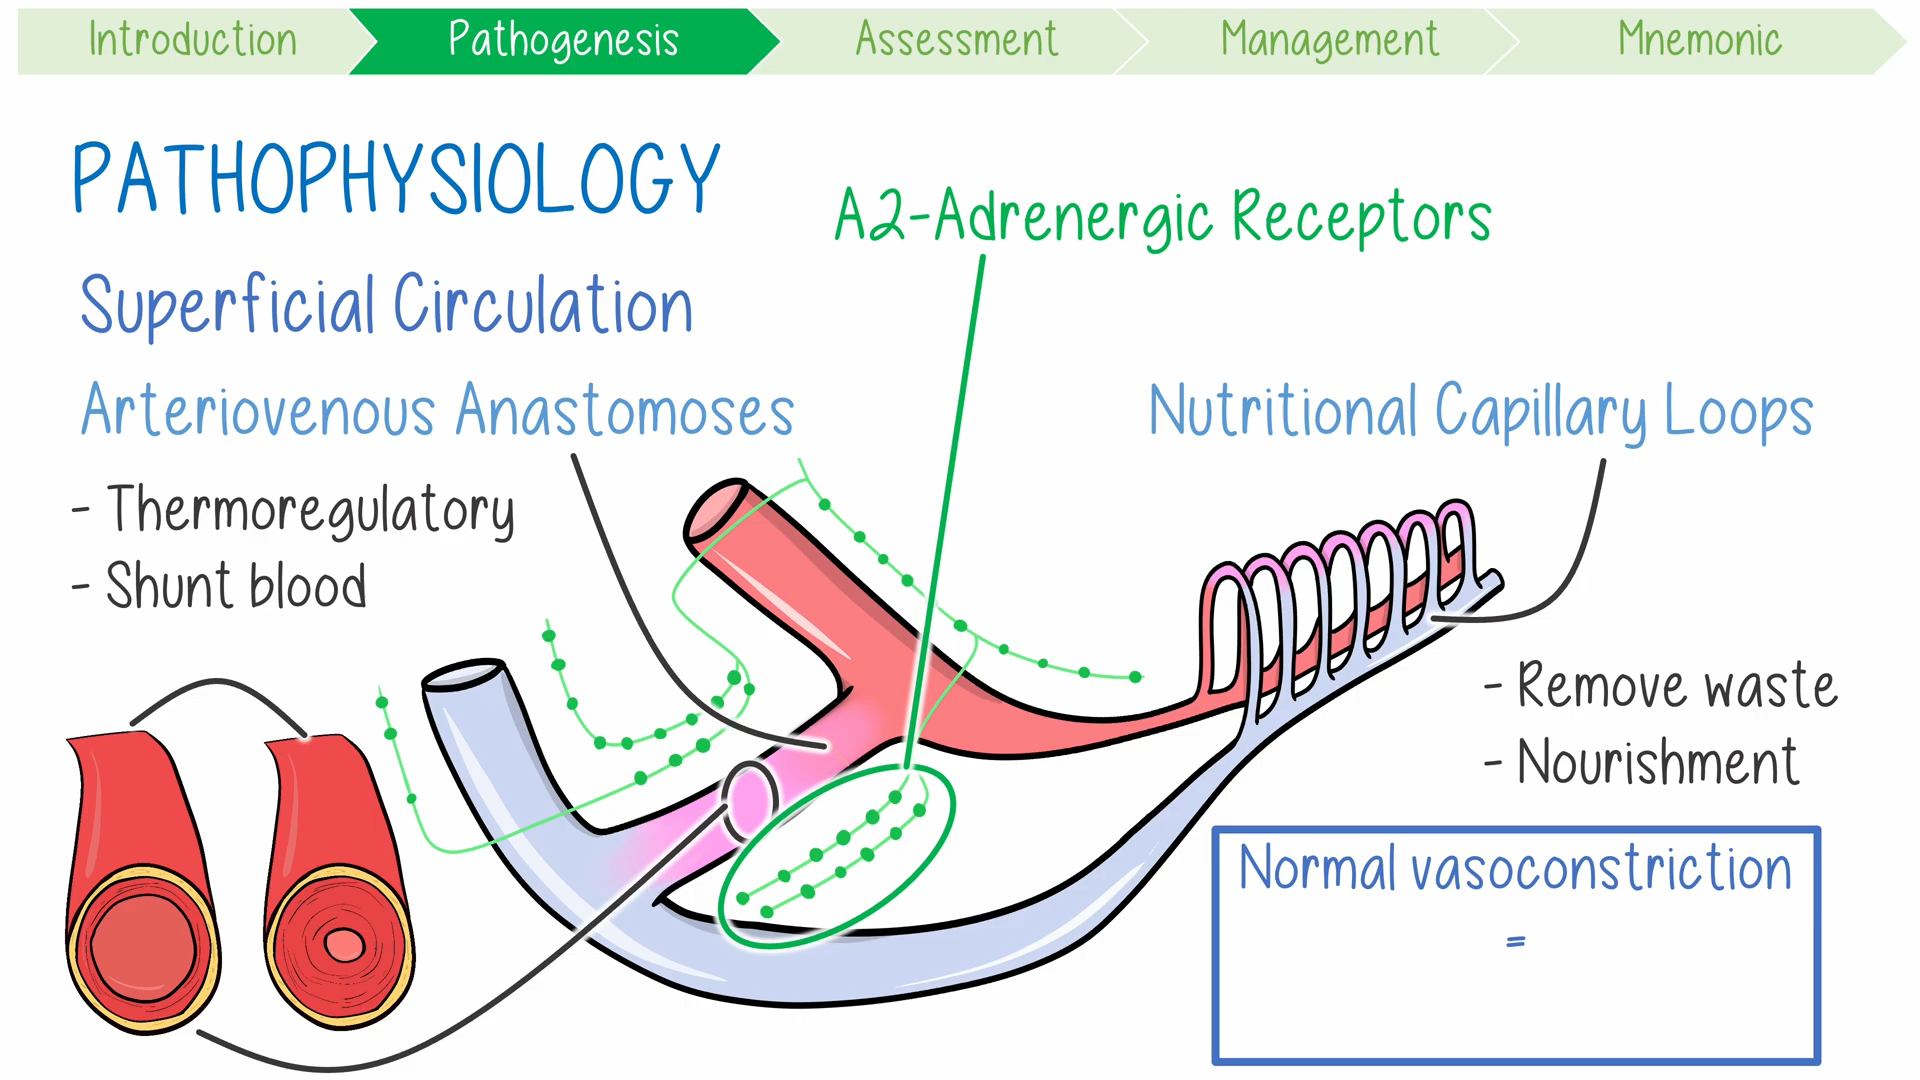 Introduction
Pathogenesis
Assessment
Management
Mnemonic
PATHOPHYSIOLOGY
A2-Adrenergic Receptors
Superficial Circulation
Arteriovenous Anastomoses
- Thermoregulatory
- Shunt blood
Nutritional Capillary Loops
- Remove waste
- Nourishment
Normal vasoconstriction
=